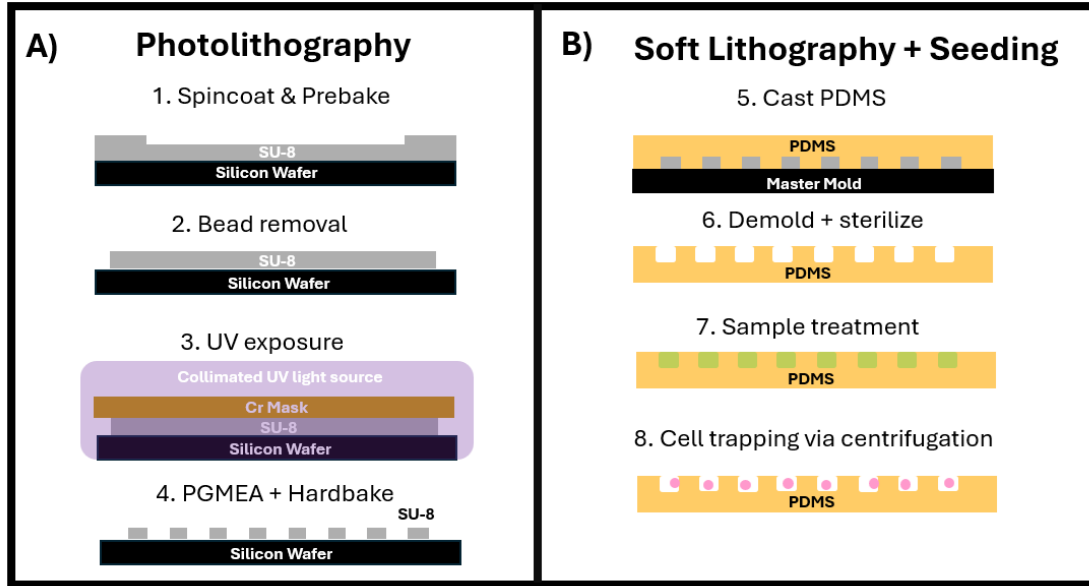 A)
Photolithography
1. Spincoat & Prebake
SU-8
Silicon Wafer
2. Bead removal
SU-8
Silicon Wafer
3. UV exposure
Collimated UV light source
Cr Mask
SU-8
Silicon Wafer
4. PGMEA + Hardbake
SU-8
Silicon Wafer
B)
Soft Lithography + Seeding
5. Cast PDMS
PDMS
Master Mold
6. Demold + sterilize
PDMS
7. Sample treatment
PDMS
8. Cell trapping via centrifugation
PDMS